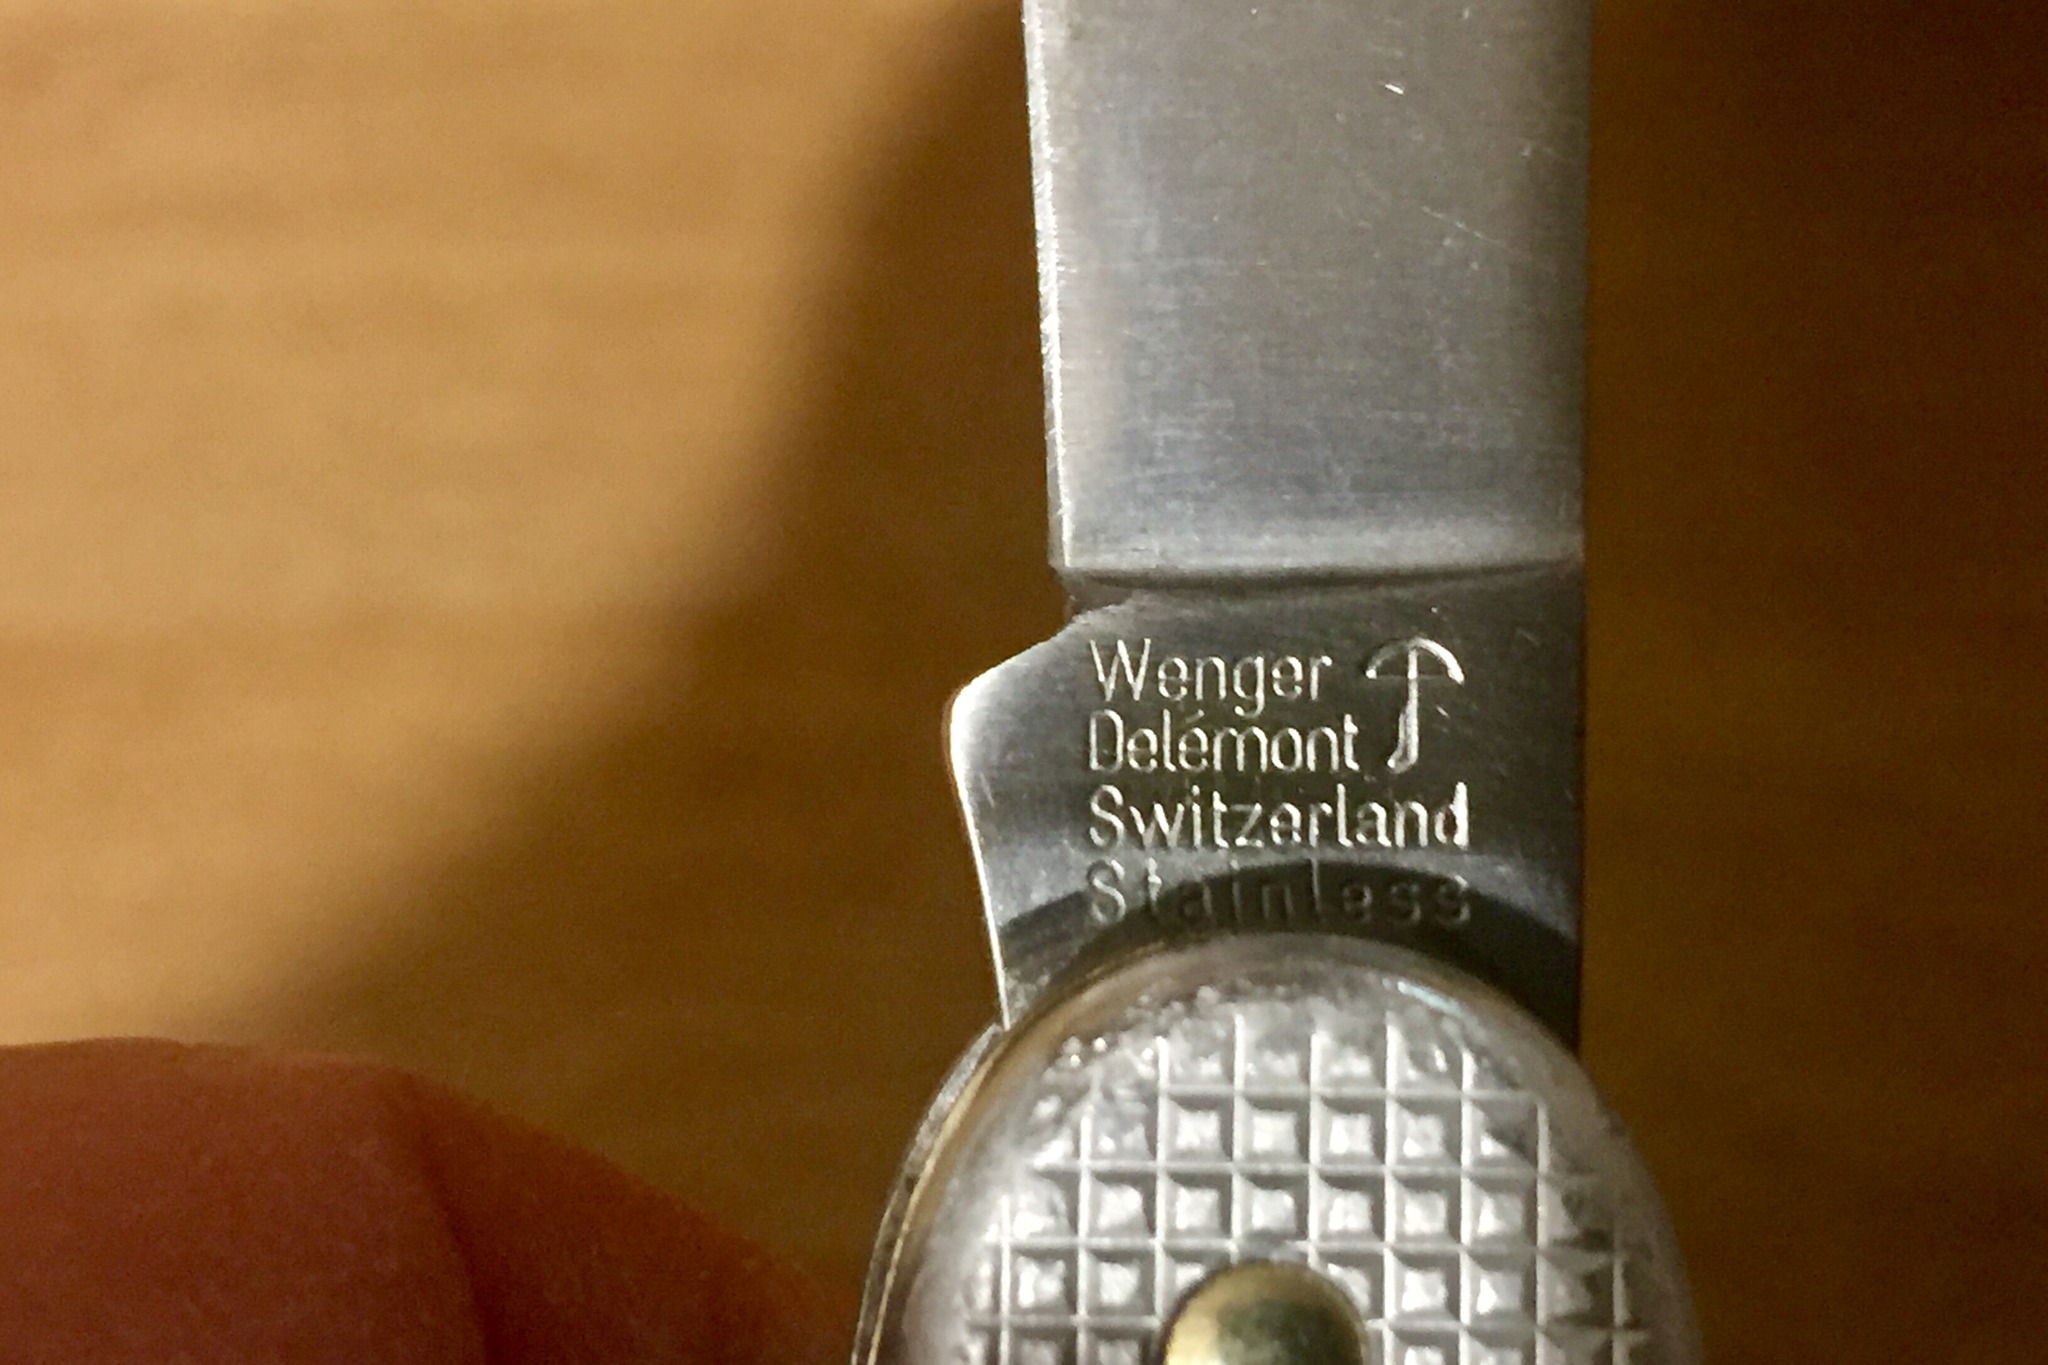 Wenger
Delémont
Switzerland
Stainless